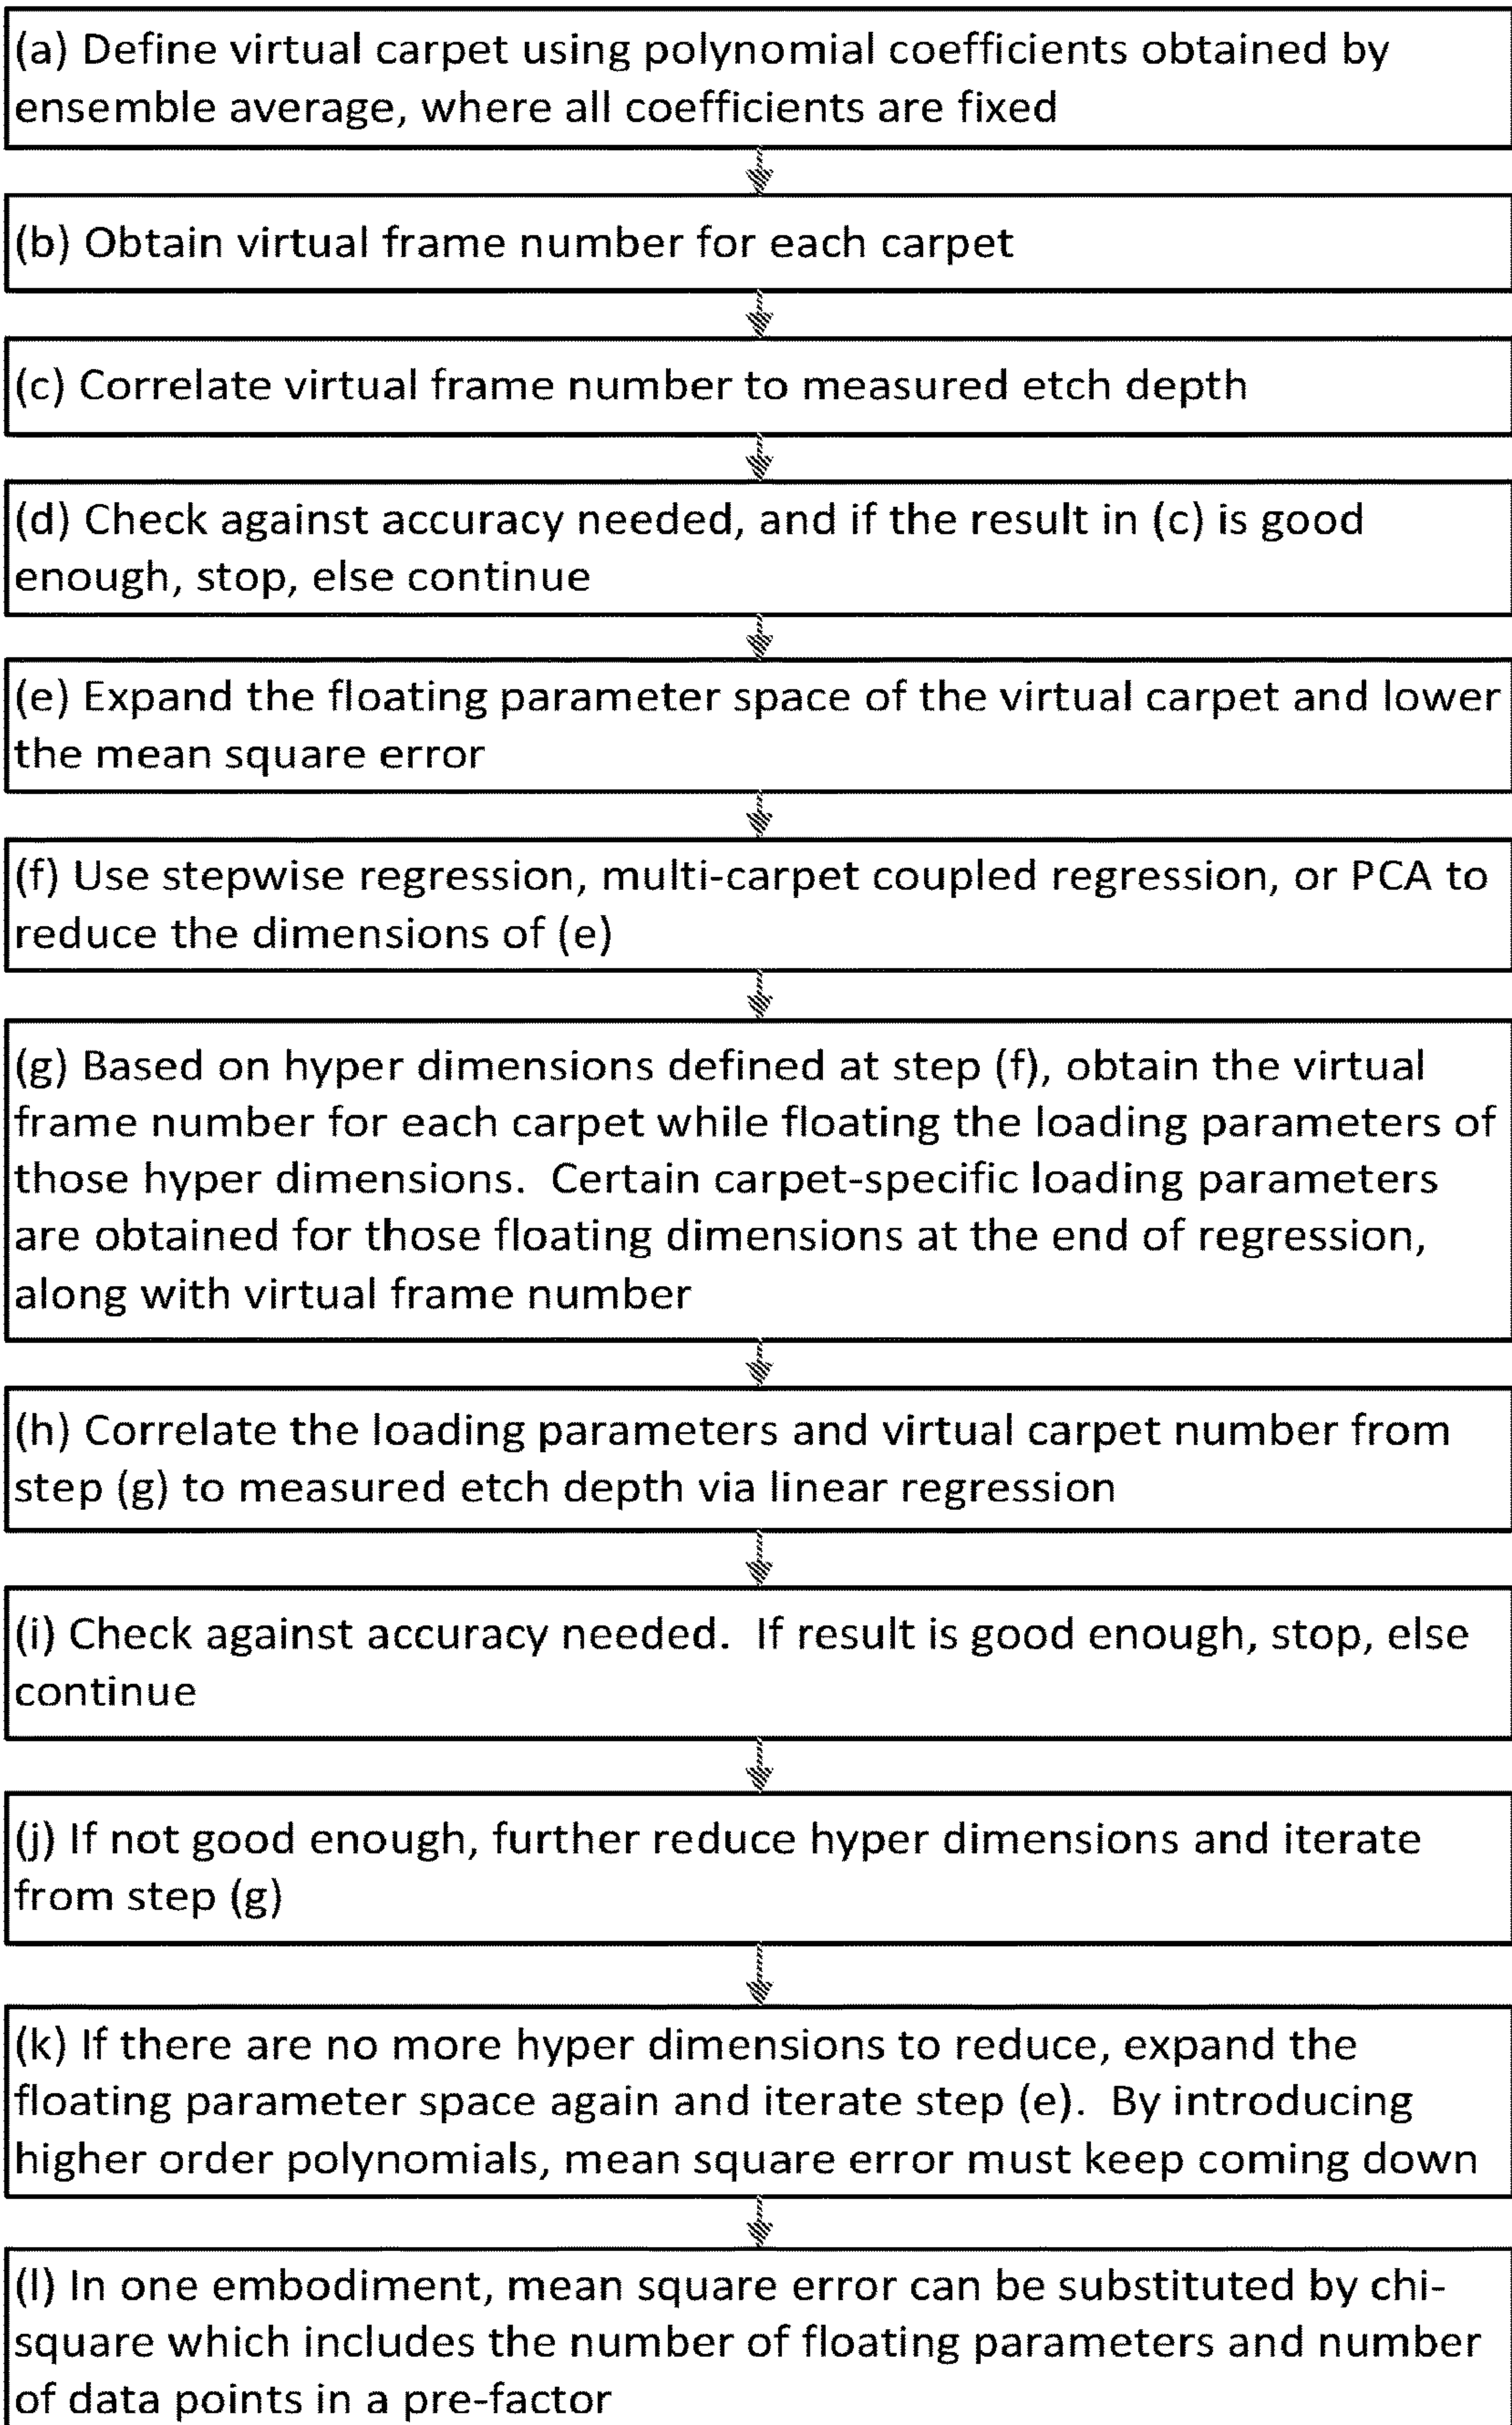 (a) Define virtual carpet using polynomial coefficients obtained by
ensemble average, where all coefficients are fixed
(b) Obtain virtual frame number for each carpet
(c) Correlate virtual frame number to measured etch depth
(d) Check against accuracy needed, and if the result in (c) is good
enough, stop, else continue
(e) Expand the floating parameter space of the virtual carpet and lower
the mean square error
(f) Use stepwise regression, multi-carpet coupled regression, or PCA to
reduce the dimensions of (e)
(g) Based on hyper dimensions defined at step (f), obtain the virtual
frame number for each carpet while floating the loading parameters of
those hyper dimensions.  Certain carpet-specific loading parameters
are obtained for those floating dimensions at the end of regression,
along with virtual frame number
(h) Correlate the loading parameters and virtual carpet number from
step (g) to measured etch depth via linear regression
(i) Check against accuracy needed.  If result is good enough, stop, else
continue
(j) If not good enough, further reduce hyper dimensions and iterate
from step (g)
(k) If there are no more hyper dimensions to reduce, expand the
floating parameter space again and iterate step (e).  By introducing
higher order polynomials, mean square error must keep coming down
(l) In one embodiment, mean square error can be substituted by chi-
square which includes the number of floating parameters and number
of data points in a pre-factor